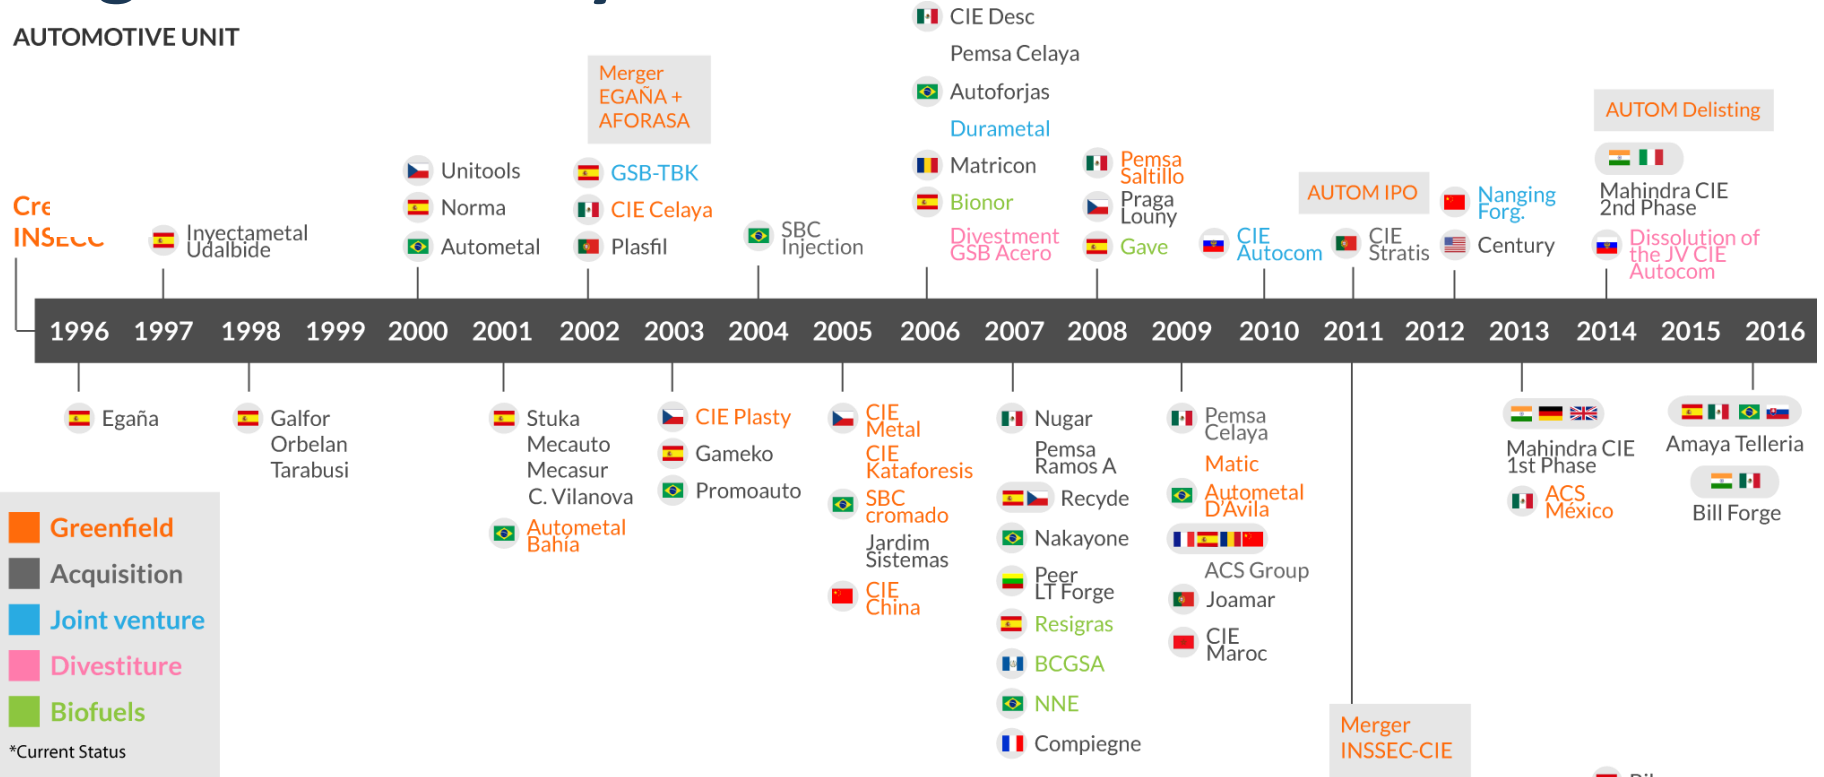 AUTOMOTIVE UNIT
CIE Desc
Pemsa Celaya
Autoforjas
Durametal
Matricon
Bionor
Divestment
GSB Acero
Merger
EGAÑA +
AFORASA
AUTOM Delisting
Unitools
Norma
Autometal
GSB-TBK
CIE Celaya
Plasfil
Pemsa
Saltillo
Praga
Louny
Gave
AUTOM IPO
Nanging
Forg.
Century
Mahindra CIE
2nd Phase
Dissolution of
the JV CIE
Autocom
Inyectametal
Udalbide
SBC
Injection
CIE
Autocom
CIE
Stratis
1996 1997 1998 1999 2000 2001 2002 2003 2004 2005 2006 2007 2008 2009 2010 2011 2012 2013 2014 2015 2016
Egaña
Galfor
Orbelan
Tarabusi
Stuka
Mecauto
Mecasur
C. Vilanova
Autometal
Bahía
CIE Plasty
Gameko
Promoauto
CIE
Metal
CIE
Kataforesis
SBC
cromado
Jardim
Sistemas
CIE
China
Nugar
Pemsa
Ramos A
Recyde
Nakayone
Peer
LT Forge
Resigras
BCGSA
NNE
Compiegne
Pemsa
Celaya
Matic
Autometal
D'Avila
ACS Group
Joamar
CIE
Maroc
Merger
INSSEC-CIE
Mahindra CIE
1st Phase
ACS
México
Amaya Telleria
Bill Forge
Greenfield
Acquisition
Joint venture
Divestiture
Biofuels
*Current Status